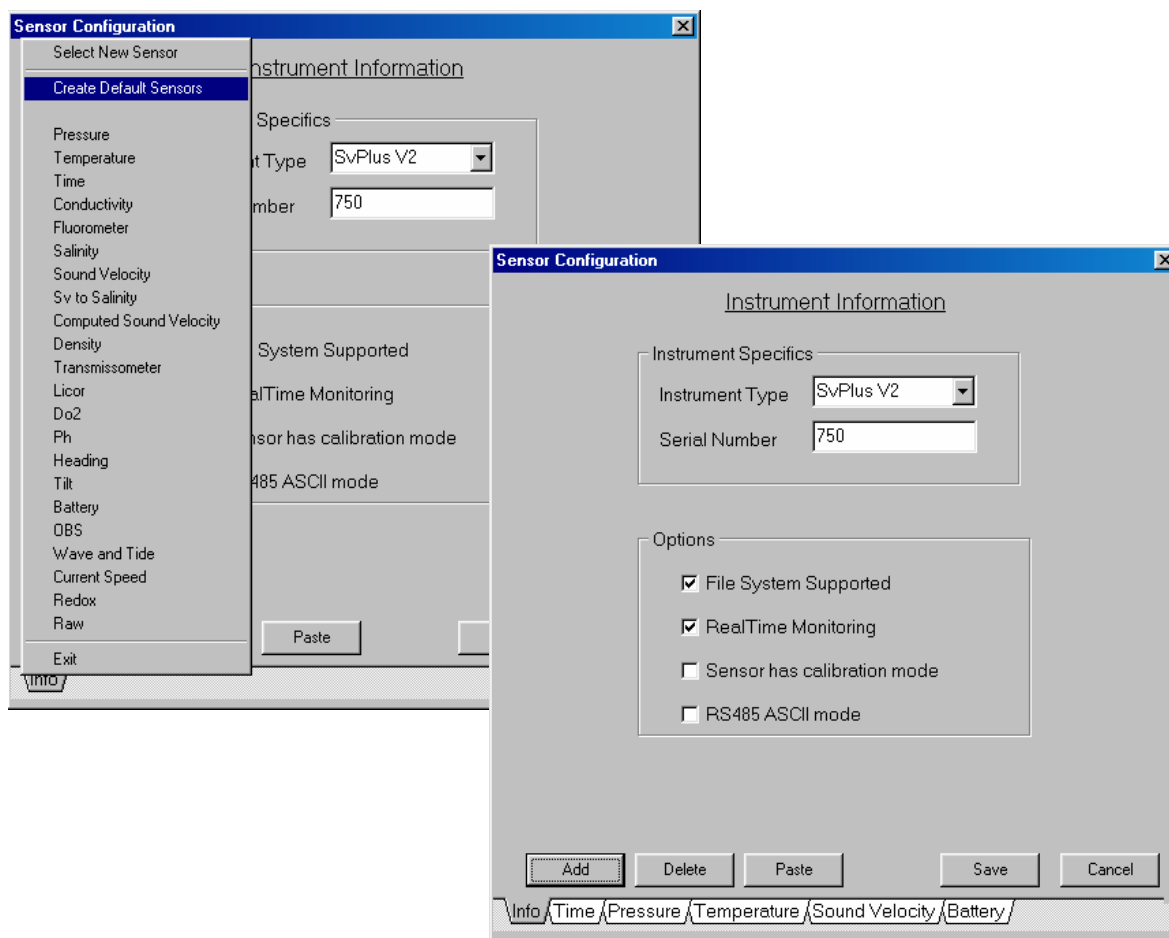 Sensor Configuration
Select New Sensor
Create Default Sensors
Pressure
Temperature
Time
Conductivity
Fluorometer
Salinity
Sound Velocity
Sv to Salinity
Computed Sound Velocity
Density
Transmissometer
Licor
Do2
Ph
Heading
Tilt
Battery
OBS
Wave and Tide
Current Speed
Redox
Raw
Exit
nstrument Information
Specifics
nt Type SvPlus V2
mber 750
System Supported
alTime Monitoring
nsor has calibration mode
485 ASCII mode
Paste
Info
Sensor Configuration
Instrument Information
Instrument Specifics
Instrument Type SvPlus V2
Serial Number 750
Options
File System Supported
RealTime Monitoring
Sensor has calibration mode
RS485 ASCII mode
Add Delete Paste Save Cancel
Info Time Pressure Temperature Sound Velocity Battery